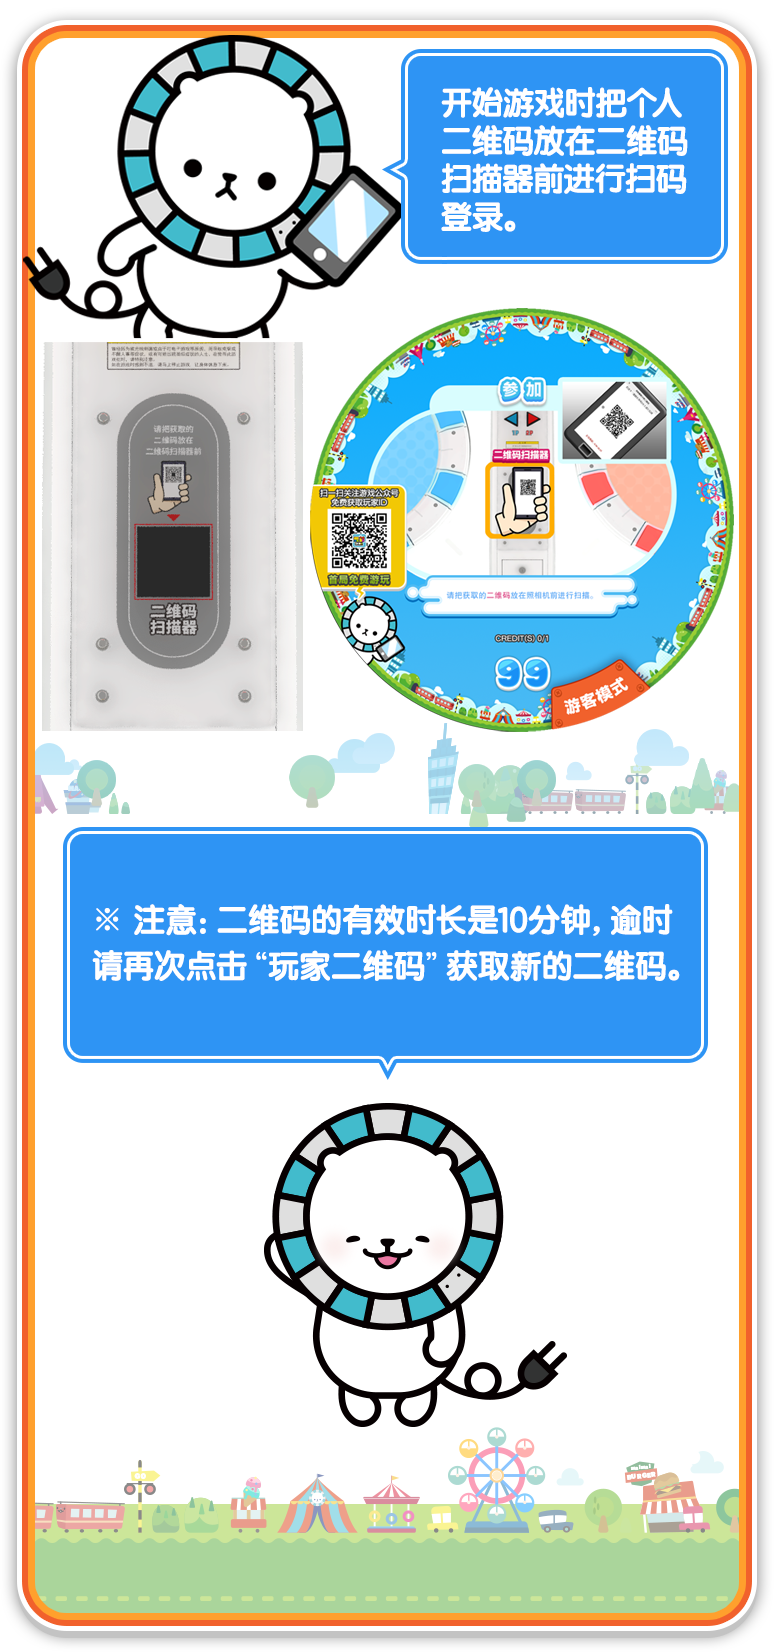 开始游戏时把个人
二维码放在二维码
扫描器前进行扫码
登录。
请把获取的
二维码放在
二维码扫描器前
二维码
扫描器
参加
1P 2P
二维码扫描器
扫一扫关注游戏公众号
免费获取玩家ID
首局免费游玩
请把获取的二维码放在照相机前进行扫描。
CREDIT(S) 0/1
99
游客模式
※ 注意：二维码的有效时长是10分钟，逾时
请再次点击“玩家二维码”获取新的二维码。
BURGER